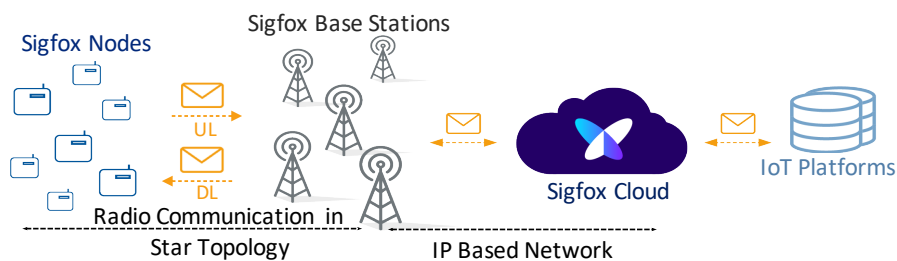 Sigfox Base Stations
Sigfox Nodes
UL
DL
Sigfox Cloud
IoT Platforms
Radio Communication in
Star Topology
IP Based Network